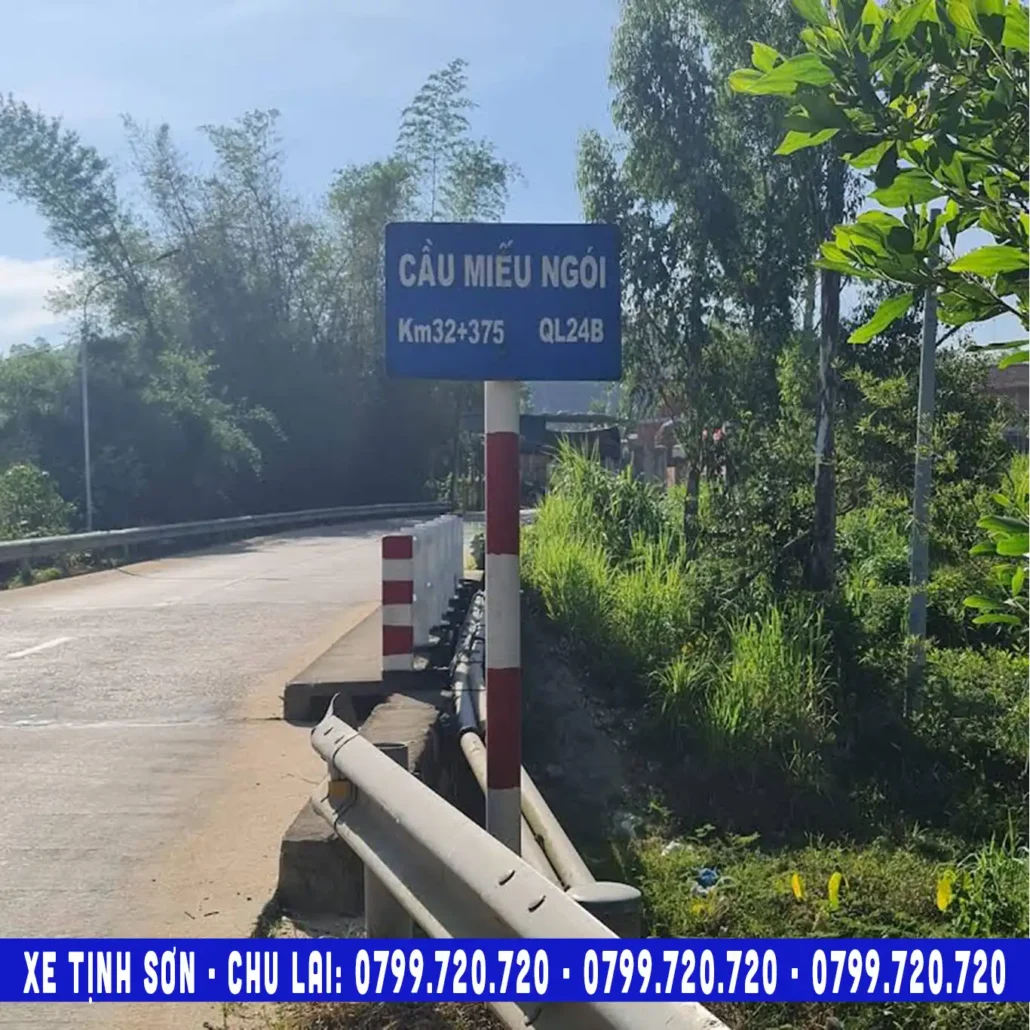 CẦU MIẾU NGÓI
Km32+375 QL24B
XE TỊNH SƠN - CHU LAI: 0799.720.720 - 0799.720.720 - 0799.720.720